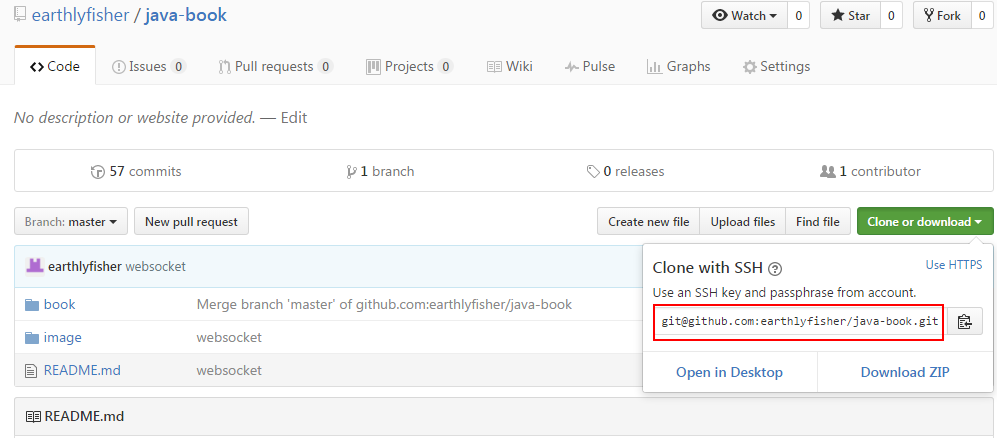 earthlyfisher / java-book
Watch 0 Star 0 Fork 0
Code Issues 0 Pull requests 0 Projects 0 Wiki Pulse Graphs Settings
No description or website provided. — Edit
57 commits 1 branch 0 releases 1 contributor
Branch: master New pull request Create new file Upload files Find file Clone or download
earthlyfisher websocket
book Merge branch 'master' of github.com:earthlyfisher/java-book
image websocket
README.md websocket
Clone with SSH ? Use HTTPS
Use an SSH key and passphrase from account.
git@github.com:earthlyfisher/java-book.git
Open in Desktop Download ZIP
README.md